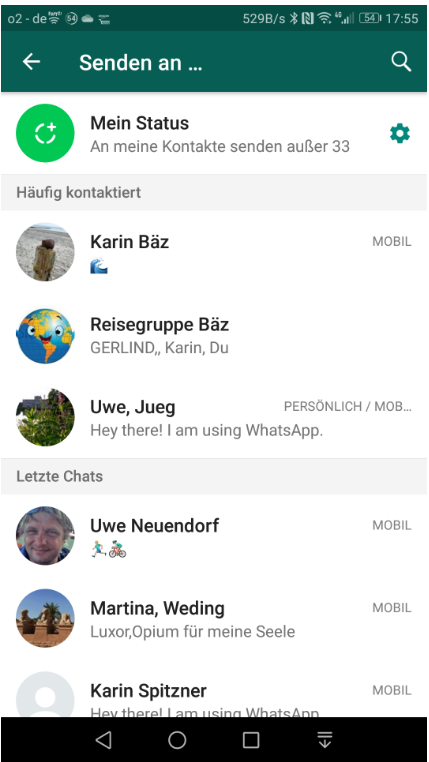 o2 - de 54 529B/s 4G 54 17:55
Senden an ...
Mein Status
An meine Kontakte senden außer 33
Häufig kontaktiert
Karin Bäz MOBIL
Reisegruppe Bäz
GERLIND,, Karin, Du
Uwe, Jueg PERSÖNLICH / MOB...
Hey there! I am using WhatsApp.
Letzte Chats
Uwe Neuendorf MOBIL
Martina, Weding MOBIL
Luxor,Opium für meine Seele
Karin Spitzner MOBIL
Hey there! I am using WhatsApp